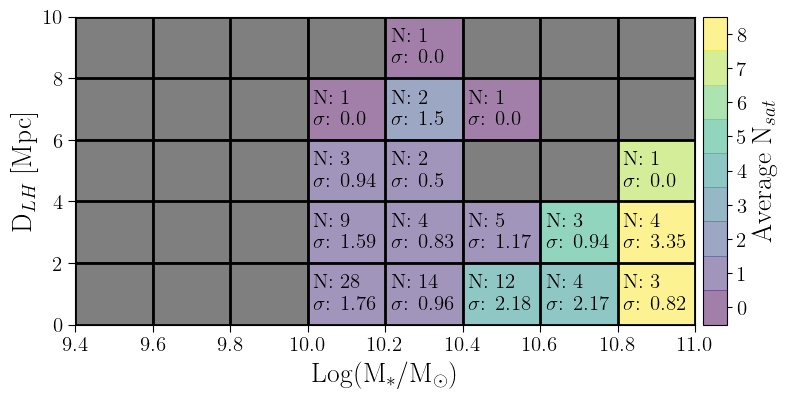 10
8
6
4
2
0
D_{LH} [Mpc]
N: 1
σ: 0.0
N: 1
σ: 0.0
N: 2
σ: 1.5
N: 1
σ: 0.0
N: 3
σ: 0.94
N: 2
σ: 0.5
N: 1
σ: 0.0
N: 9
σ: 1.59
N: 4
σ: 0.83
N: 5
σ: 1.17
N: 3
σ: 0.94
N: 4
σ: 3.35
N: 28
σ: 1.76
N: 14
σ: 0.96
N: 12
σ: 2.18
N: 4
σ: 2.17
N: 3
σ: 0.82
9.4 9.6 9.8 10.0 10.2 10.4 10.6 10.8 11.0
Log(M_*/M_⊙)
8
7
6
5
4
3
2
1
0
Average N_{sat}